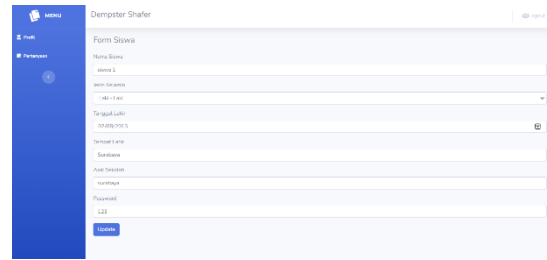 MENU
Dempster Shafer
Logout
Profil
Pertanyaan
Form Siswa
Nama Siswa
siswa 1
Jenis Kelamin
Laki - Laki
Tanggal Lahir
Tempat Lahir
Surabaya
Asal Sekolah
surabaya
Password
123
Update